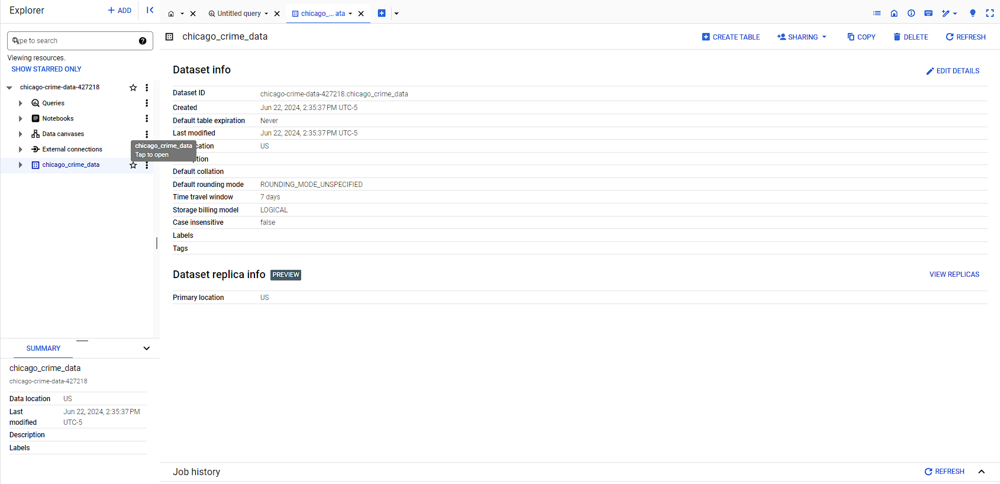 Explorer
+ ADD
Untitled query
chicago_... ata
Type to search
Viewing resources.
SHOW STARRED ONLY
chicago-crime-data-427218
Queries
Notebooks
Data canvases
External connections
chicago_crime_data
chicago_crime_data
Tap to open
chicago_crime_data
CREATE TABLE
SHARING
COPY
DELETE
REFRESH
Dataset info
EDIT DETAILS
Dataset ID chicago-crime-data-427218.chicago_crime_data
Created Jun 22, 2024, 2:35:37 PM UTC-5
Default table expiration Never
Last modified Jun 22, 2024, 2:35:37 PM UTC-5
cation US
tion
Default collation
Default rounding mode ROUNDING_MODE_UNSPECIFIED
Time travel window 7 days
Storage billing model LOGICAL
Case insensitive false
Labels
Tags
Dataset replica info PREVIEW
VIEW REPLICAS
Primary location US
SUMMARY
chicago_crime_data
chicago-crime-data-427218
Data location US
Last modified Jun 22, 2024, 2:35:37 PM UTC-5
Description
Labels
Job history
REFRESH